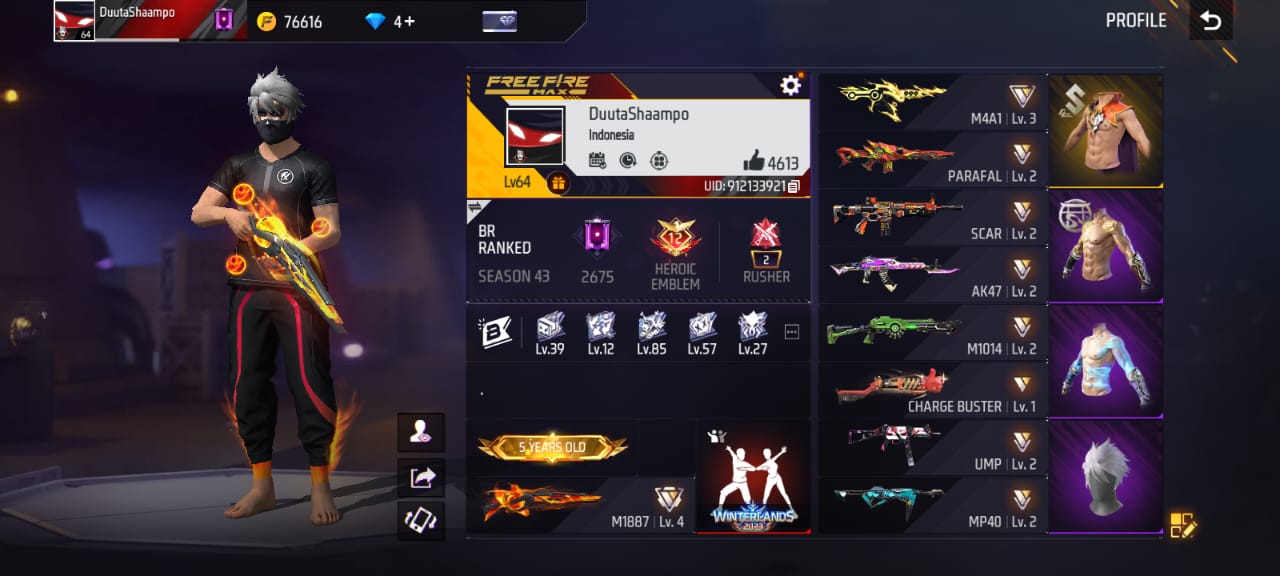 DuutaShaampo
64
76616
4+
PROFILE
FREE FIRE
MAX
DuutaShaampo
Indonesia
4613
Lv64
UID:912133921
BR
RANKED
SEASON 43
2675
12
HEROIC
EMBLEM
2
RUSHER
B
Lv.39
Lv.12
Lv.85
Lv.57
Lv.27
.
5 YEARS OLD
M1887 | Lv. 4
WINTERLANDS
2023
M4A1 | Lv. 3
PARAFAL | Lv. 2
SCAR | Lv. 2
AK47 | Lv. 2
M1014 | Lv. 2
CHARGE BUSTER | Lv. 1
UMP | Lv. 2
MP40 | Lv. 2